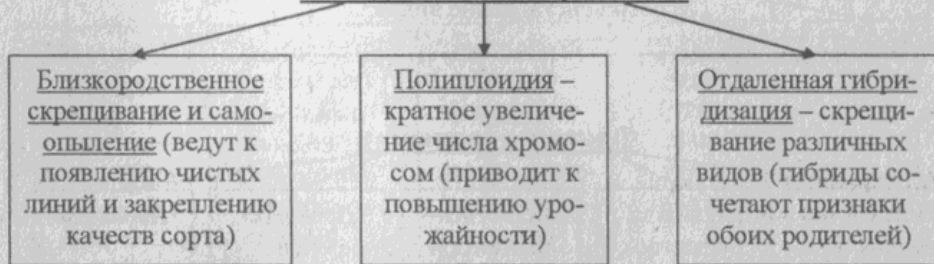 Близкородственное
скрещивание и само-
опыление (ведут к
появлению чистых
линий и закреплению
качеств сорта)
Полиплоидия –
кратное увеличе-
ние числа хромо-
сом (приводит к
повышению уро-
жайности)
Отдаленная гибри-
дизация – скрещи-
вание различных
видов (гибриды со-
четают признаки
обоих родителей)